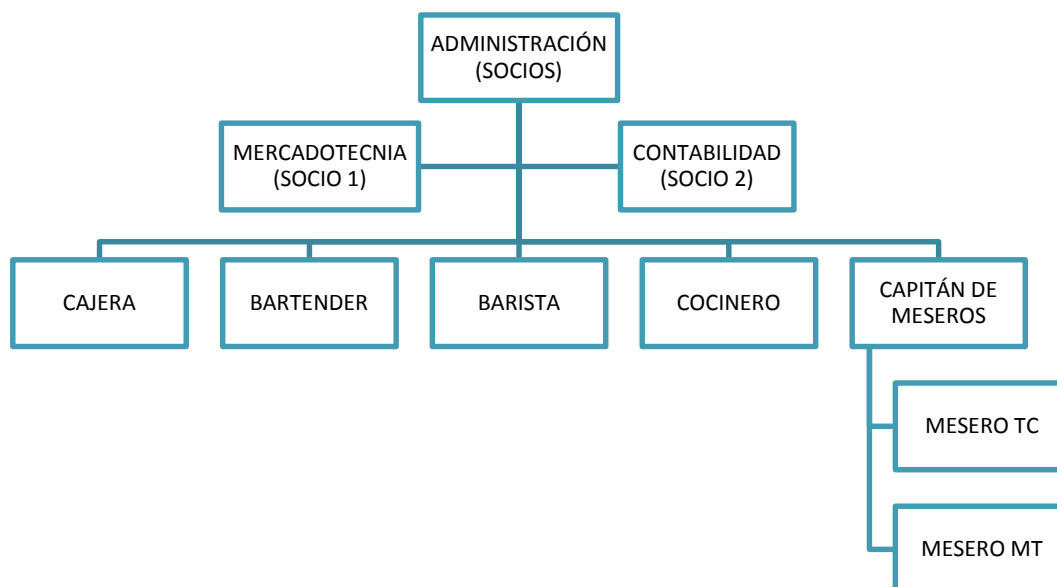 ADMINISTRACIÓN
(SOCIOS)
MERCADOTECNIA
(SOCIO 1)
CONTABILIDAD
(SOCIO 2)
CAJERA
BARTENDER
BARISTA
COCINERO
CAPITÁN DE
MESEROS
MESERO TC
MESERO MT